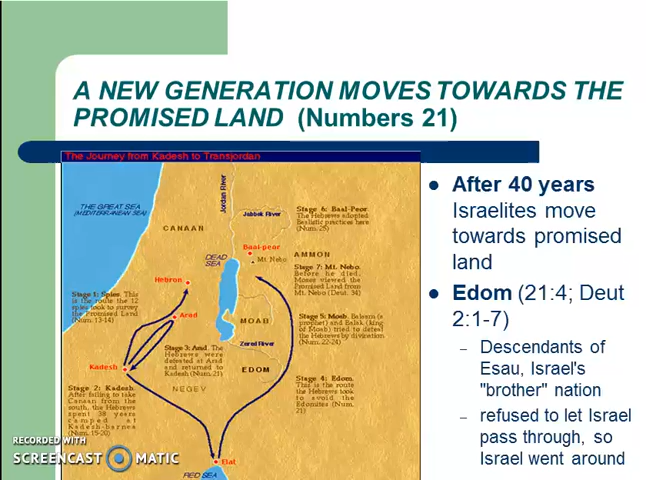 A NEW GENERATION MOVES TOWARDS THE
PROMISED LAND (Numbers 21)
The Journey from Kadesh to Transjordan
THE GREAT SEA
(MEDITERRANEAN SEA)
CANAAN
Jordan River
Jabbok River
Stage 6: Baal-Peor.
The Hebrews adopted
Baalistic practices here
(Num. 25)
Baal-peor
Mt. Nebo
AMMON
DEAD
SEA
Stage 7: Mt. Nebo.
Before he died,
Moses viewed the
Promised Land from
Mt. Nebo (Deut. 34)
Hebron
Stage 1: Spies. This
is the route the 12
spies took to survey
the Promised Land
(Num. 13-14)
Arad
MOAB
Stage 5: Moab. Balaam (a
prophet) and Balak (king
of Moab) tried to defeat
the Hebrews by divination
(Num. 22-24)
Zered River
Stage 3: Arad. The
Hebrews were
defeated at Arad
and returned to
Kadesh (Num. 21)
Kadesh
EDOM
NEGEV
Stage 2: Kadesh.
After failing to take
Canaan from the
south, the Hebrews
spent 38 years
camped at
Kadesh-barnea
(Num. 15-20)
Stage 4: Edom.
This is the route the
Hebrews took to
avoid the
Edomites (Num.
21)
Elat
RED SEA
● After 40 years
Israelites move
towards promised
land
● Edom (21:4; Deut
2:1-7)
– Descendants of
Esau, Israel's
"brother" nation
– refused to let Israel
pass through, so
Israel went around
RECORDED WITH
SCREENCAST MATIC